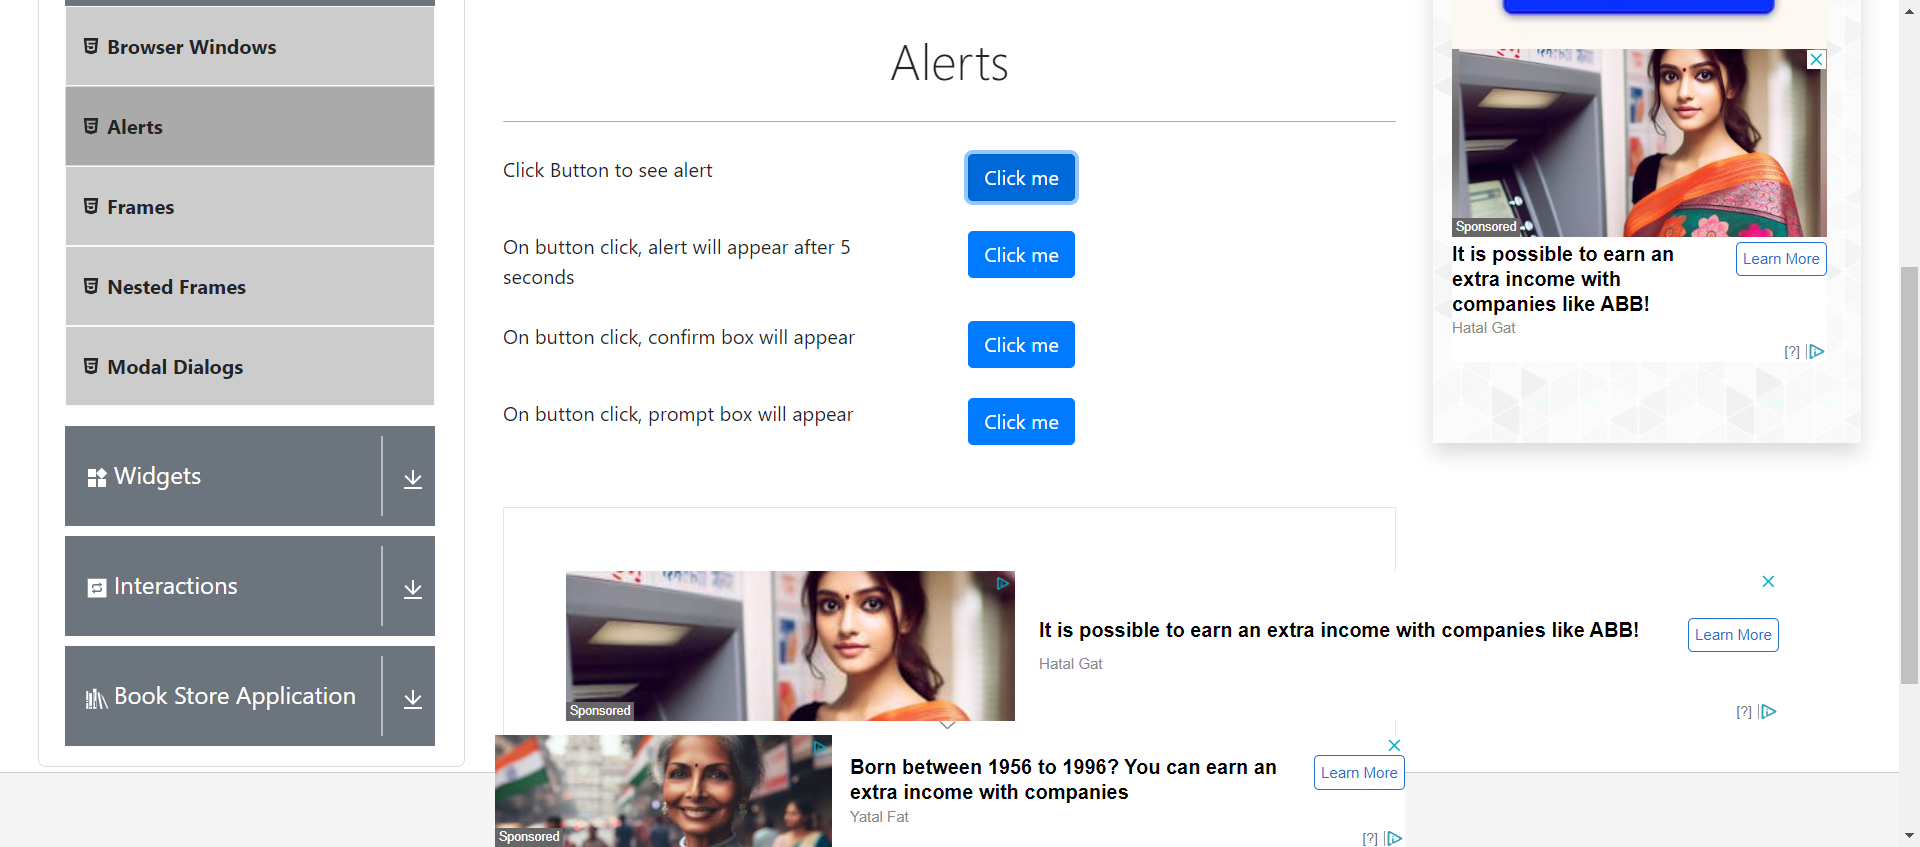 Browser Windows
Alerts
Frames
Nested Frames
Modal Dialogs
Widgets
Interactions
Book Store Application
Alerts
Click Button to see alert
Click me
On button click, alert will appear after 5
seconds
Click me
On button click, confirm box will appear
Click me
On button click, prompt box will appear
Click me
Sponsored
It is possible to earn an
extra income with
companies like ABB!
Hatal Gat
Learn More
[?]
Sponsored
It is possible to earn an extra income with companies like ABB!
Hatal Gat
Learn More
[?]
Sponsored
Born between 1956 to 1996? You can earn an
extra income with companies
Yatal Fat
Learn More
[?]